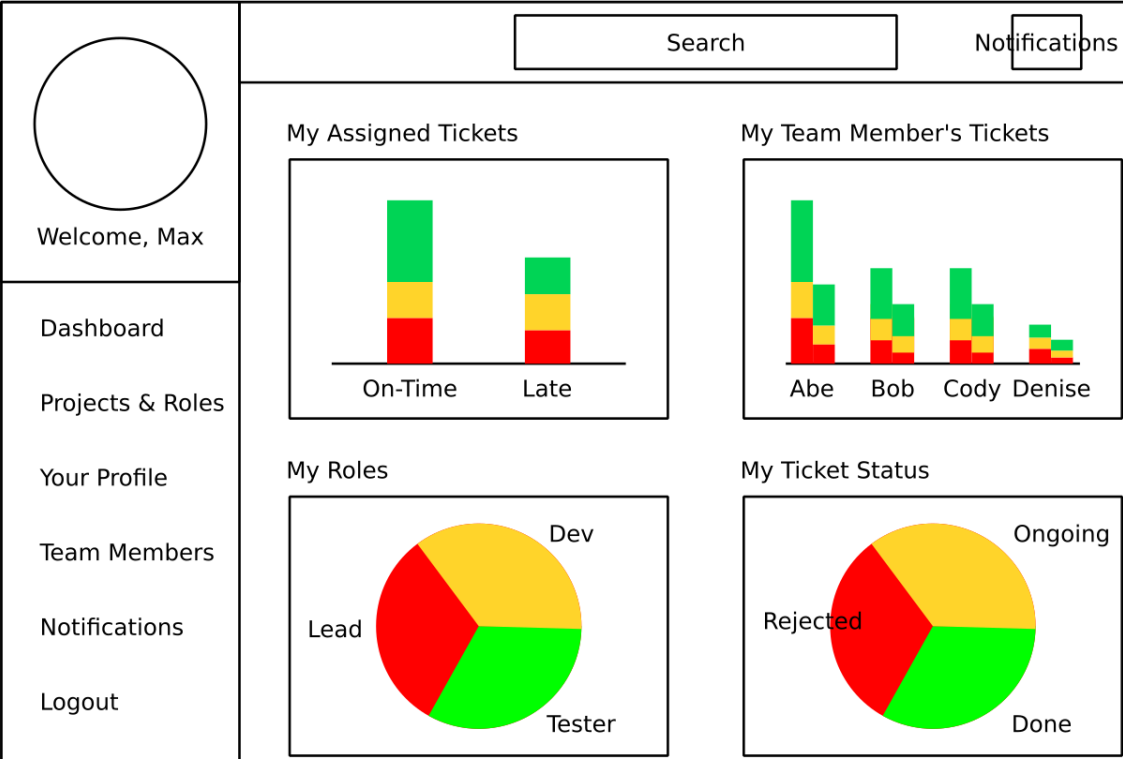 Search
Notifications
Welcome, Max
Dashboard
Projects & Roles
Your Profile
Team Members
Notifications
Logout
My Assigned Tickets
On-Time
Late
My Team Member's Tickets
Abe
Bob
Cody
Denise
My Roles
Dev
Lead
Tester
My Ticket Status
Ongoing
Rejected
Done